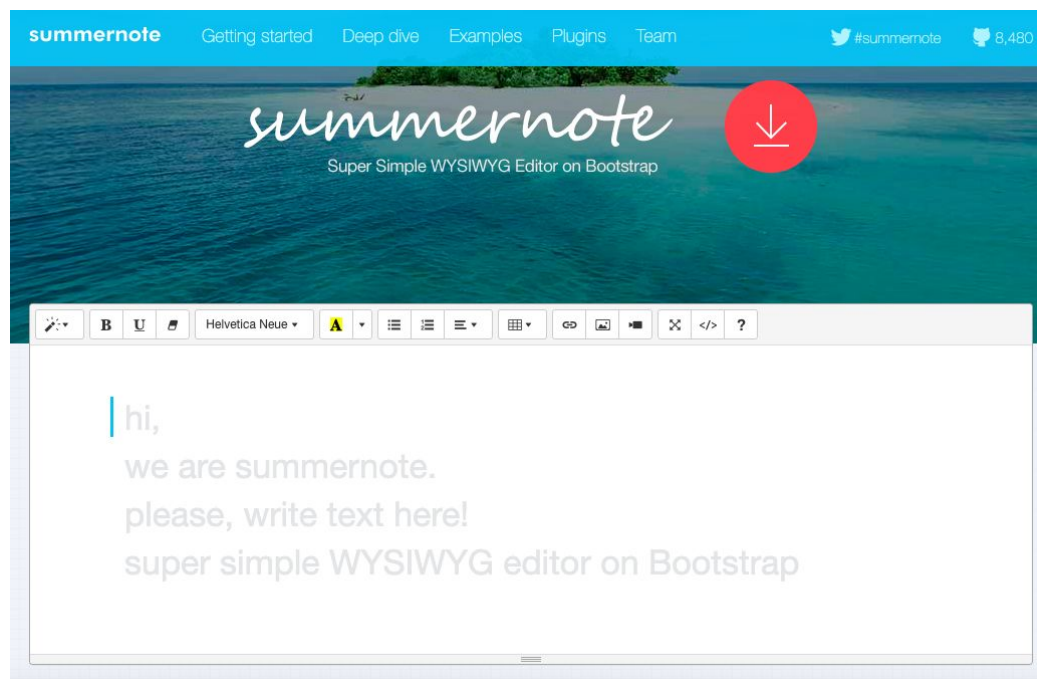 summernote Getting started Deep dive Examples Plugins Team #summernote 8,480
summernote
Super Simple WYSIWYG Editor on Bootstrap
B U Helvetica Neue A </> ?
hi,
we are summernote.
please, write text here!
super simple WYSIWYG editor on Bootstrap